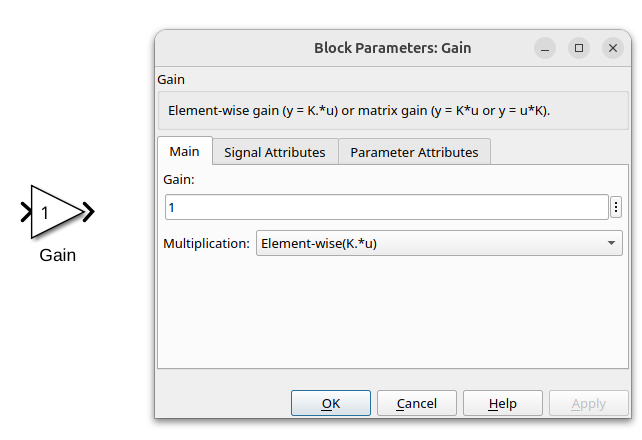 Block Parameters: Gain
Gain
Element-wise gain (y = K.*u) or matrix gain (y = K*u or y = u*K).
Main Signal Attributes Parameter Attributes
Gain:
1
Multiplication: Element-wise(K.*u)
OK Cancel Help Apply
1
Gain